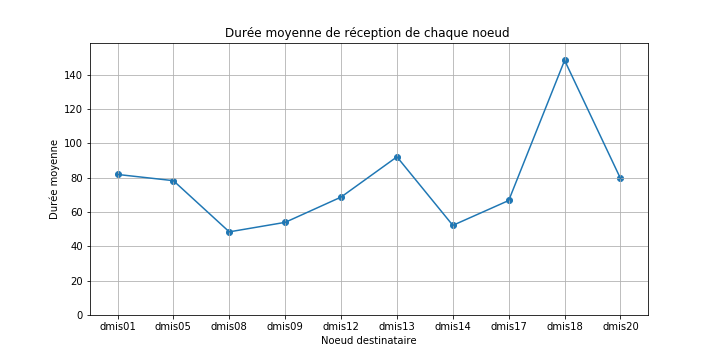 Durée moyenne de réception de chaque noeud
Durée moyenne
140
120
100
80
60
40
20
0
dmis01 dmis05 dmis08 dmis09 dmis12 dmis13 dmis14 dmis17 dmis18 dmis20
Noeud destinataire